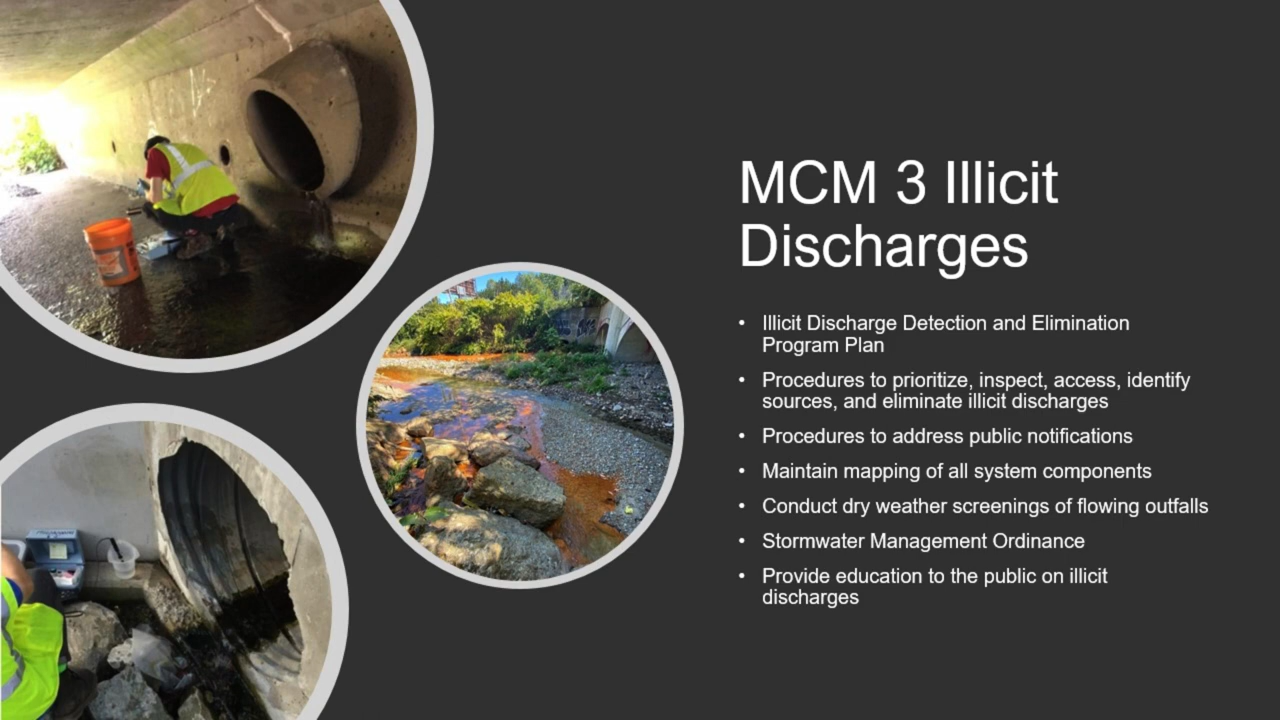 MCM 3 Illicit
Discharges
• Illicit Discharge Detection and Elimination
Program Plan
• Procedures to prioritize, inspect, access, identify
sources, and eliminate illicit discharges
• Procedures to address public notifications
• Maintain mapping of all system components
• Conduct dry weather screenings of flowing outfalls
• Stormwater Management Ordinance
• Provide education to the public on illicit
discharges